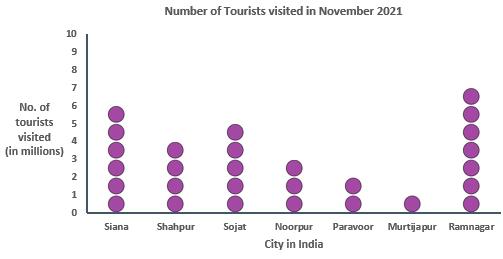 Number of Tourists visited in November 2021
10
9
8
7
6
5
4
3
2
1
0
No. of
tourists
visited
(in millions)
Siana Shahpur Sojat Noorpur Paravoor Murtijapur Ramnagar
City in India